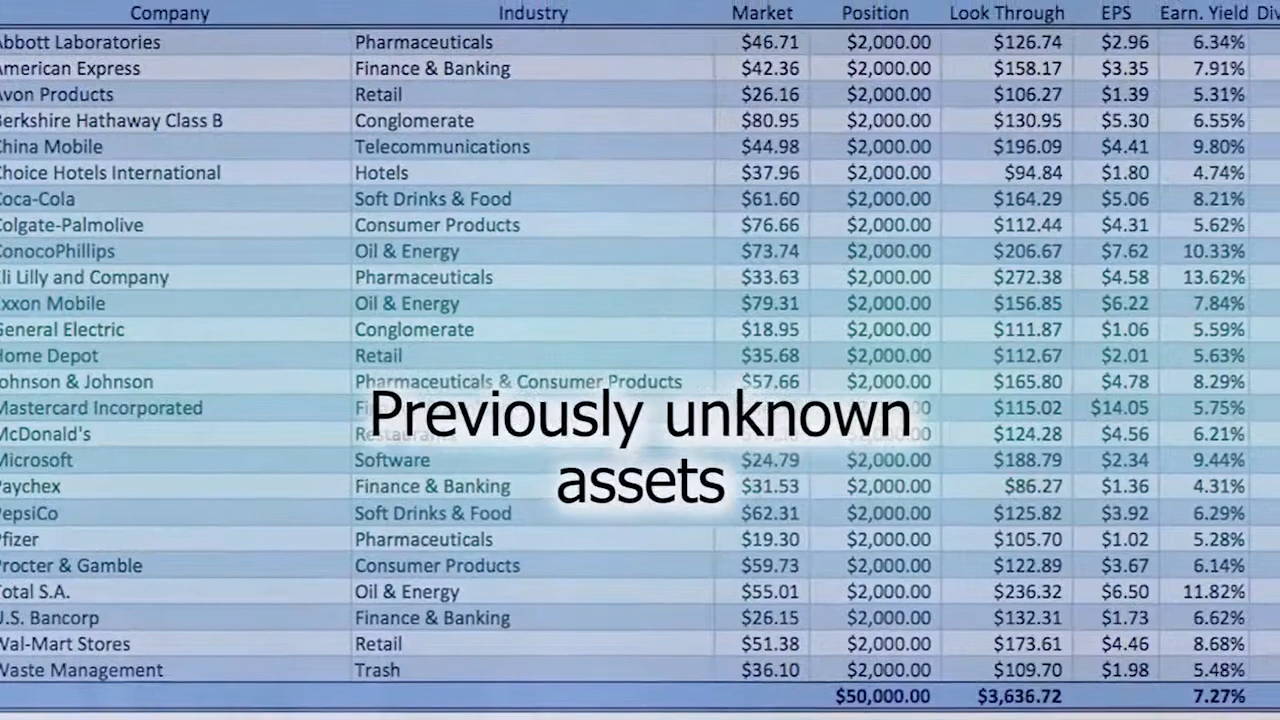 Company Industry Market Position Look Through EPS Earn. Yield
Abbott Laboratories Pharmaceuticals $46.71 $2,000.00 $126.74 $2.96 6.34%
American Express Finance & Banking $42.36 $2,000.00 $158.17 $3.35 7.91%
Avon Products Retail $26.16 $2,000.00 $106.27 $1.39 5.31%
Berkshire Hathaway Class B Conglomerate $80.95 $2,000.00 $130.95 $5.30 6.55%
China Mobile Telecommunications $44.98 $2,000.00 $196.09 $4.41 9.80%
Choice Hotels International Hotels $37.96 $2,000.00 $94.84 $1.80 4.74%
Coca-Cola Soft Drinks & Food $61.60 $2,000.00 $164.29 $5.06 8.21%
Colgate-Palmolive Consumer Products $76.66 $2,000.00 $112.44 $4.31 5.62%
ConocoPhillips Oil & Energy $73.74 $2,000.00 $206.67 $7.62 10.33%
Eli Lilly and Company Pharmaceuticals $33.63 $2,000.00 $272.38 $4.58 13.62%
Exxon Mobile Oil & Energy $79.31 $2,000.00 $156.85 $6.22 7.84%
General Electric Conglomerate $18.95 $2,000.00 $111.87 $1.06 5.59%
Home Depot Retail $35.68 $2,000.00 $112.67 $2.01 5.63%
Johnson & Johnson Pharmaceuticals & Consumer Products $57.66 $2,000.00 $165.80 $4.78 8.29%
Mastercard Incorporated $115.02 $14.05 5.75%
McDonald's Restaurants $124.28 $4.56 6.21%
Previously unknown
assets
Microsoft Software $24.79 $2,000.00 $188.79 $2.34 9.44%
Paychex Finance & Banking $31.53 $2,000.00 $86.27 $1.36 4.31%
PepsiCo Soft Drinks & Food $62.31 $2,000.00 $125.82 $3.92 6.29%
Pfizer Pharmaceuticals $19.30 $2,000.00 $105.70 $1.02 5.28%
Procter & Gamble Consumer Products $59.73 $2,000.00 $122.89 $3.67 6.14%
Total S.A. Oil & Energy $55.01 $2,000.00 $236.32 $6.50 11.82%
U.S. Bancorp Finance & Banking $26.15 $2,000.00 $132.31 $1.73 6.62%
Wal-Mart Stores Retail $51.38 $2,000.00 $173.61 $4.46 8.68%
Waste Management Trash $36.10 $2,000.00 $109.70 $1.98 5.48%
$50,000.00 $3,636.72 7.27%